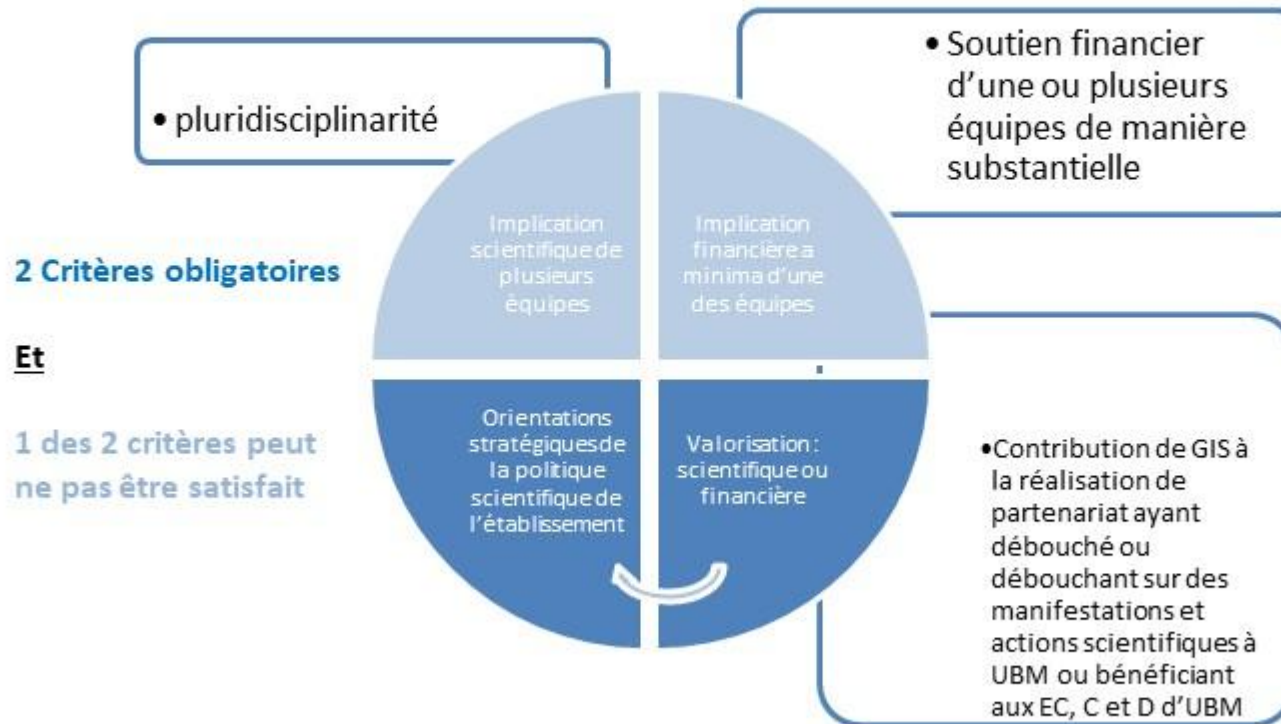 • pluridisciplinarité
• Soutien financier
d’une ou plusieurs
équipes de manière
substantielle
Implication
scientifique de
plusieurs
équipes
Implication
financière a
minima d’une
des équipes
2 Critères obligatoires
Et
1 des 2 critères peut
ne pas être satisfait
Orientations
stratégiques de
la politique
scientifique de
l’établissement
Valorisation :
scientifique ou
financière
•Contribution de GIS à
la réalisation de
partenariat ayant
débouché ou
débouchant sur des
manifestations et
actions scientifiques à
UBM ou bénéficiant
aux EC, C et D d’UBM